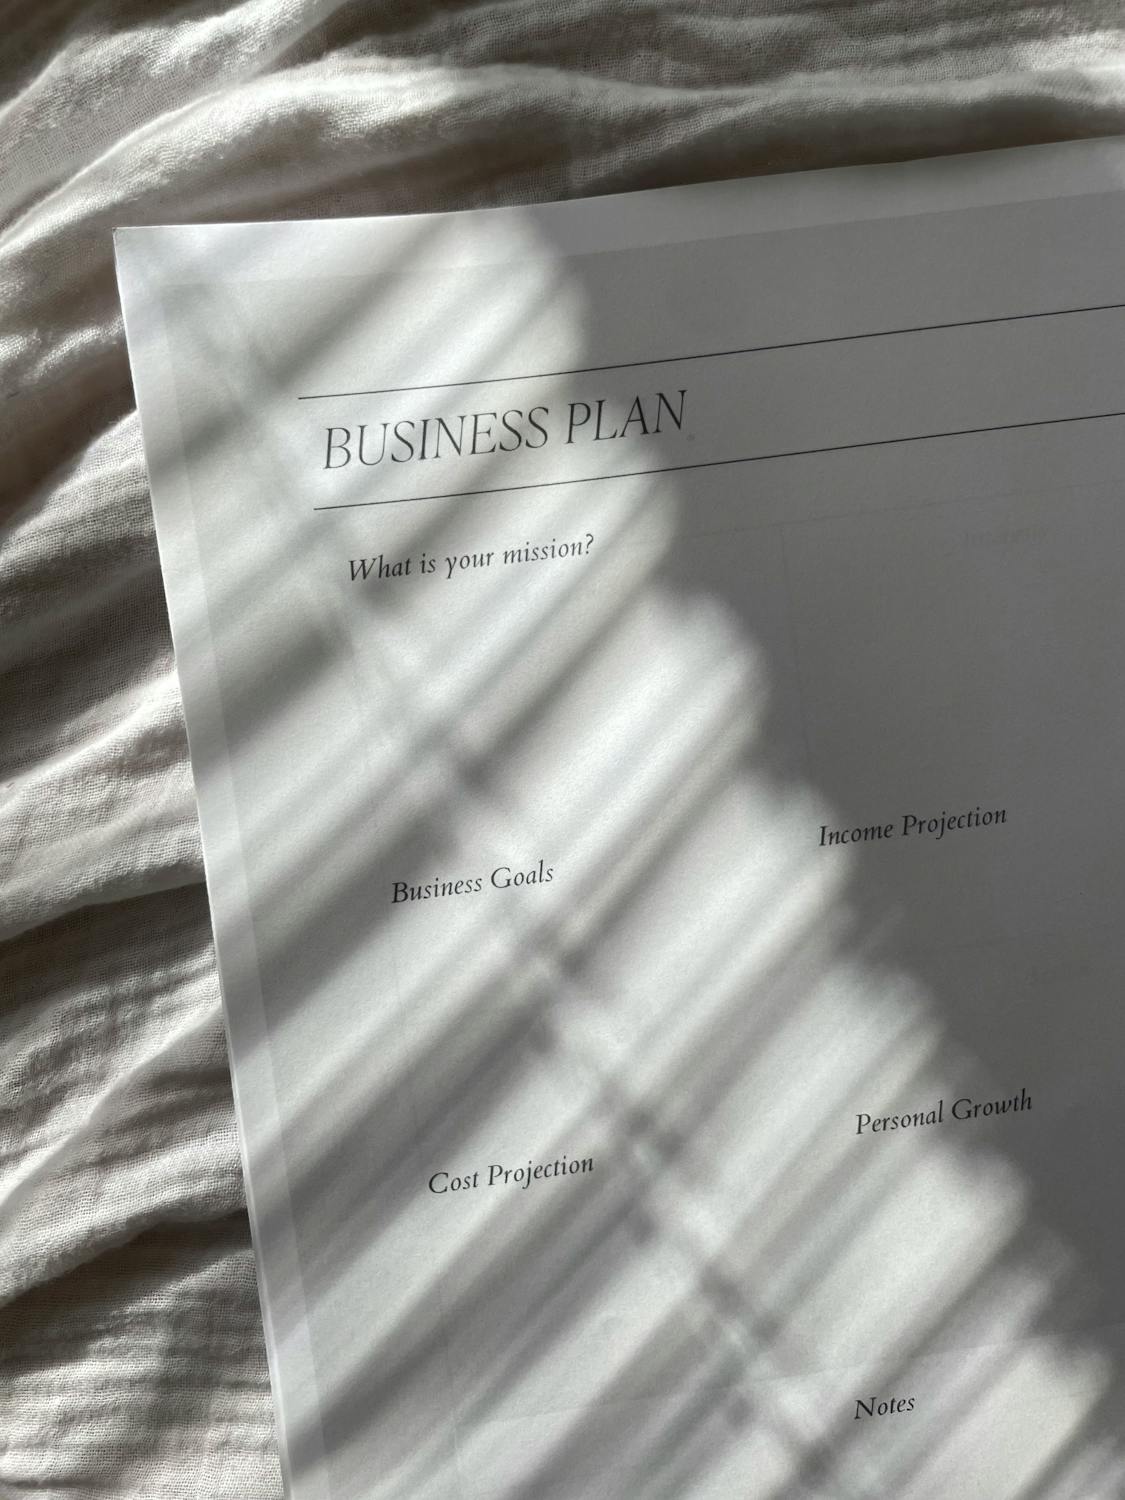 BUSINESS PLAN
What is your mission?
Business Goals
Income Projection
Cost Projection
Personal Growth
Notes